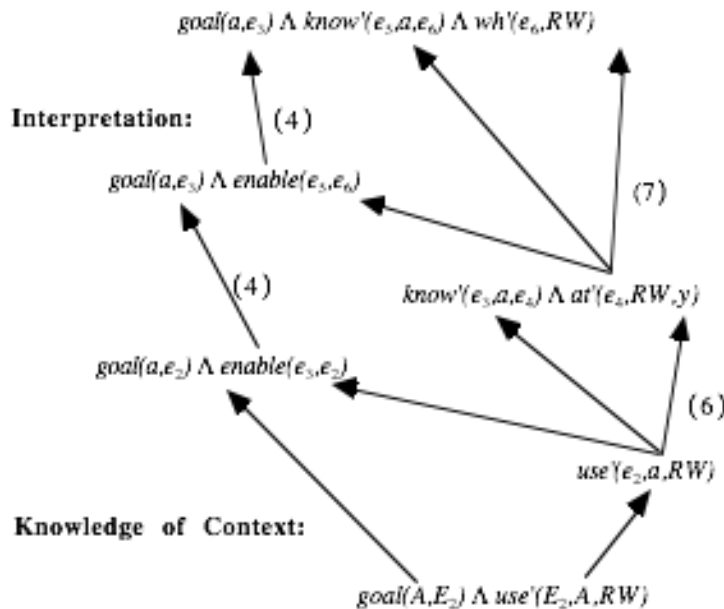 goal(a,e₅) Λ know'(e₅,a,e₆) Λ wh'(e₆,RW)
Interpretation:
(4)
goal(a,e₃) Λ enable(e₅,e₆)
(7)
(4)
know'(e₃,a,e₄) Λ at'(e₄,RW,y)
goal(a,e₂) Λ enable(e₃,e₂)
(6)
use'(e₂,a,RW)
Knowledge of Context:
goal(A,E₂) Λ use'(E₂,A,RW)